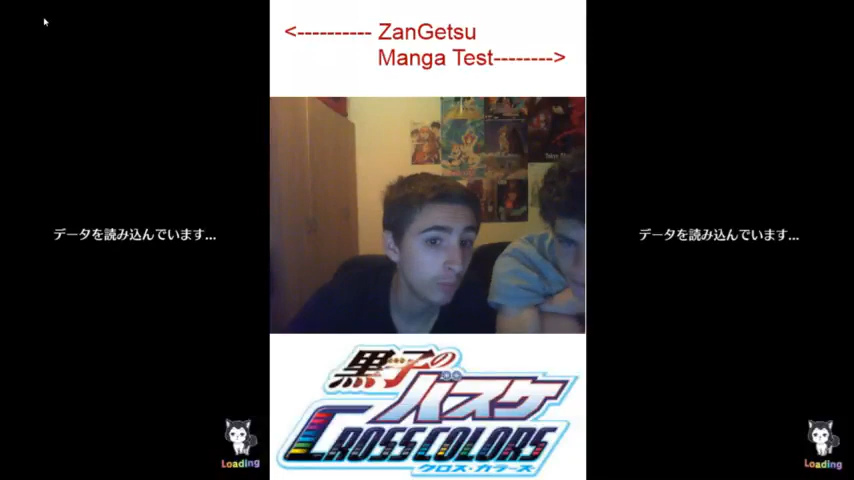 <---------- ZanGetsu
Manga Test-------->
データを読み込んでいます...
データを読み込んでいます...
黒子の
バスケ
CROSS COLORS
クロス・カラーズ
Loading
Loading